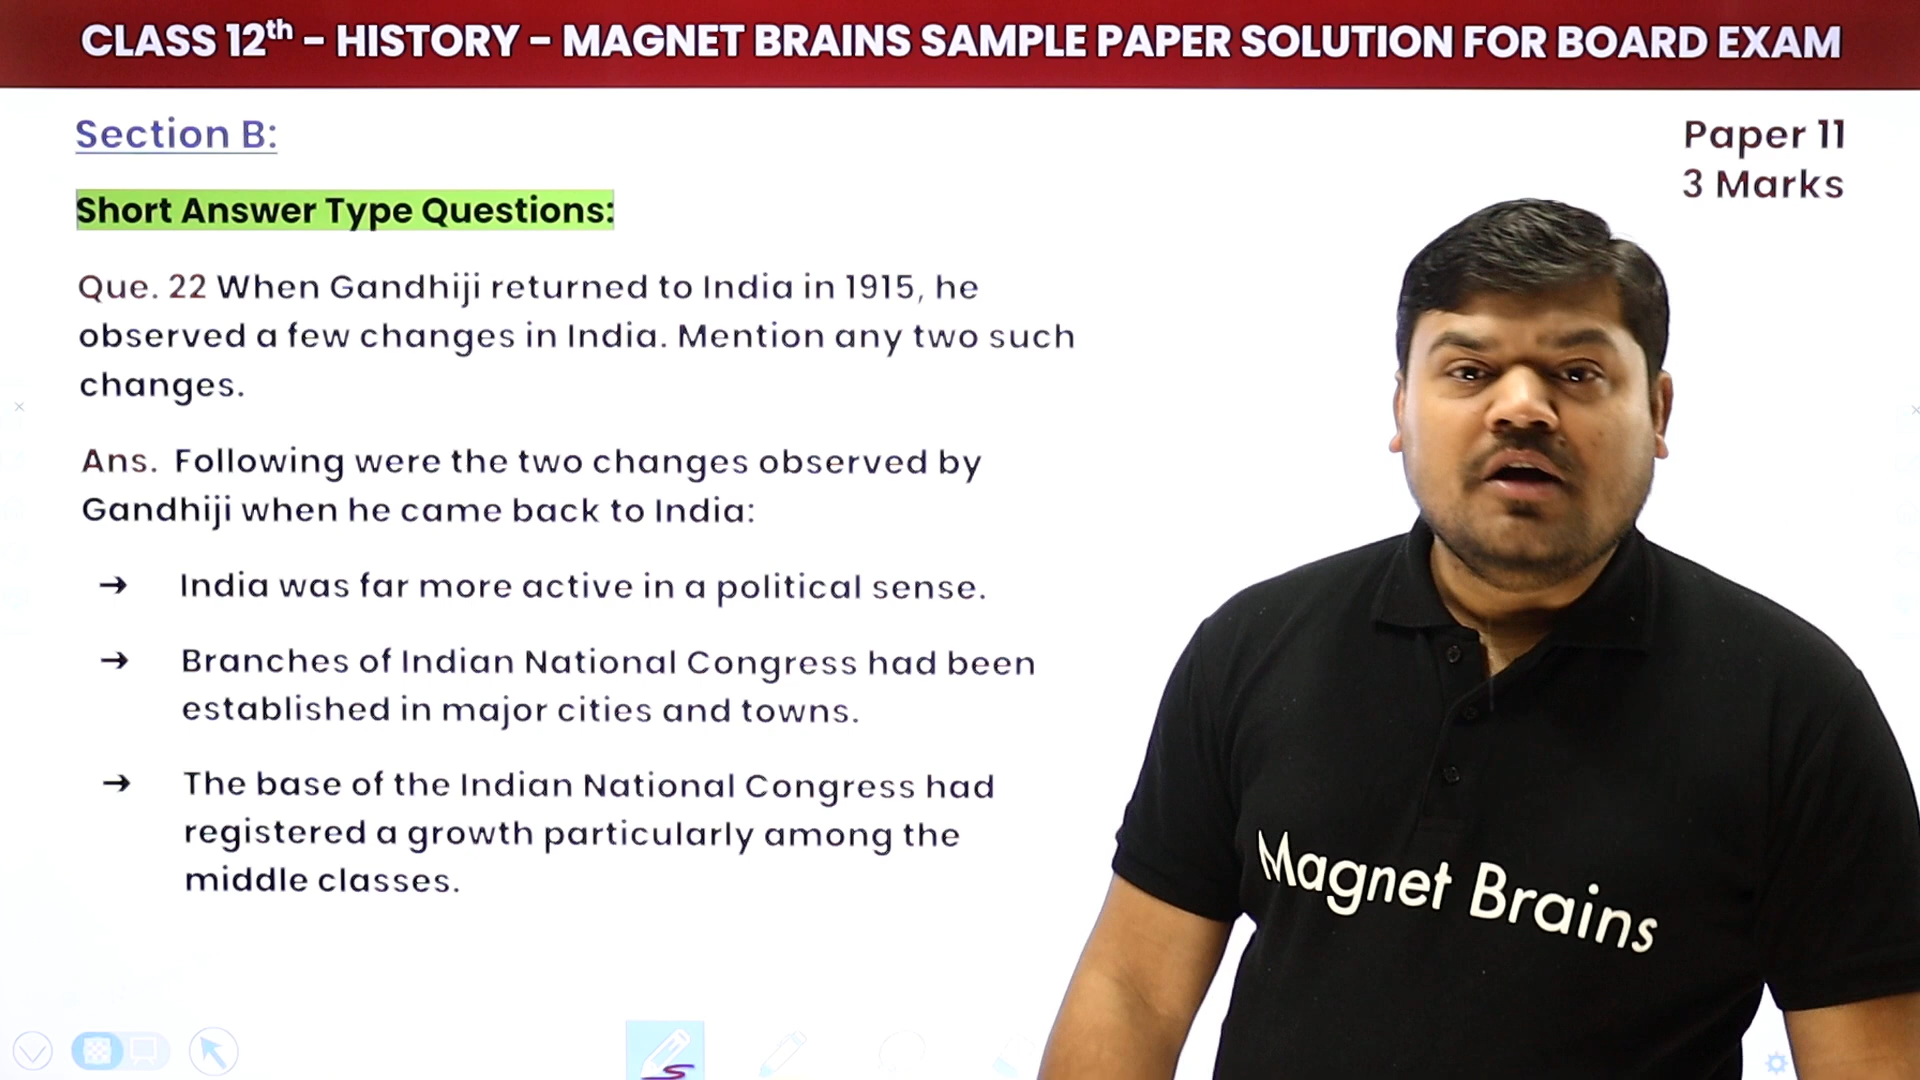 CLASS 12th - HISTORY - MAGNET BRAINS SAMPLE PAPER SOLUTION FOR BOARD EXAM
Section B:
Paper 11
3 Marks
Short Answer Type Questions:
Que. 22 When Gandhiji returned to India in 1915, he
observed a few changes in India. Mention any two such
changes.
Ans. Following were the two changes observed by
Gandhiji when he came back to India:
→ India was far more active in a political sense.
→ Branches of Indian National Congress had been
established in major cities and towns.
→ The base of the Indian National Congress had
registered a growth particularly among the
middle classes.
Magnet Brains